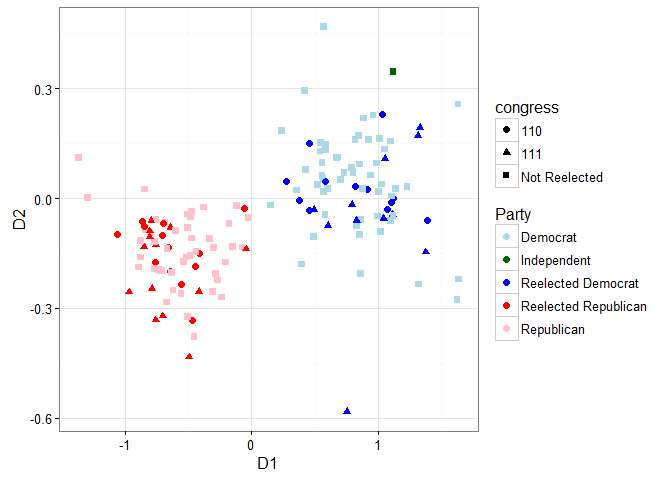 0.3
0.0
-0.3
-0.6
D2
-1
0
1
D1
congress
110
111
Not Reelected
Party
Democrat
Independent
Reelected Democrat
Reelected Republican
Republican